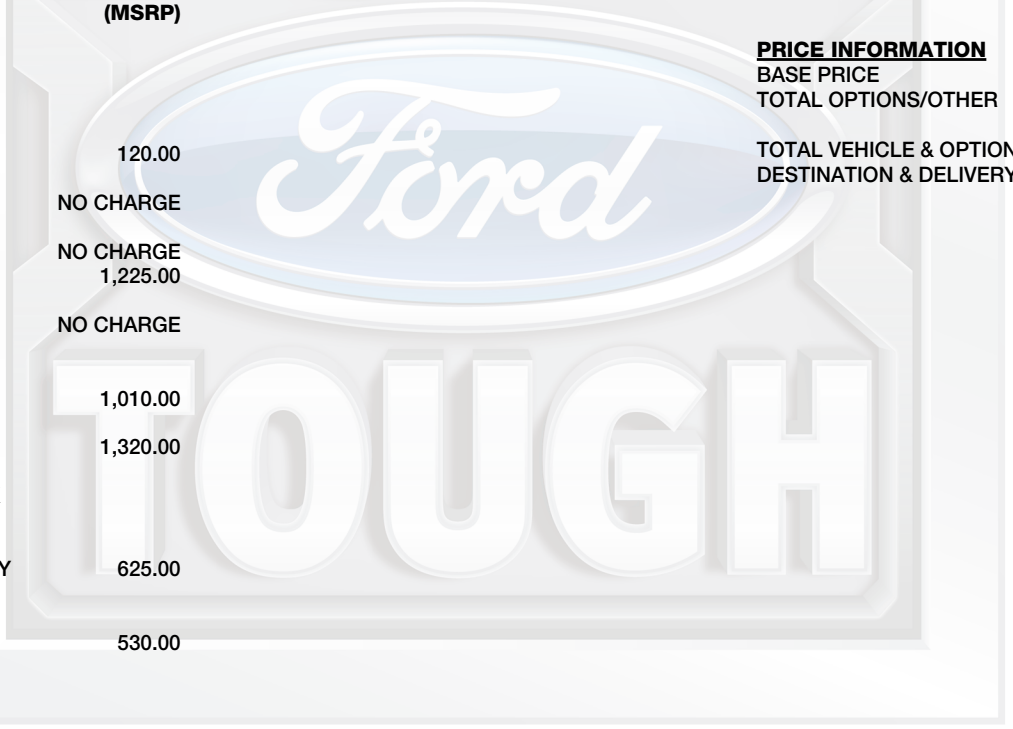 (MSRP)
120.00
NO CHARGE
NO CHARGE
1,225.00
NO CHARGE
1,010.00
1,320.00
Y 625.00
530.00
PRICE INFORMATION
BASE PRICE
TOTAL OPTIONS/OTHER
TOTAL VEHICLE & OPTION
DESTINATION & DELIVERY
Ford
TOUGH